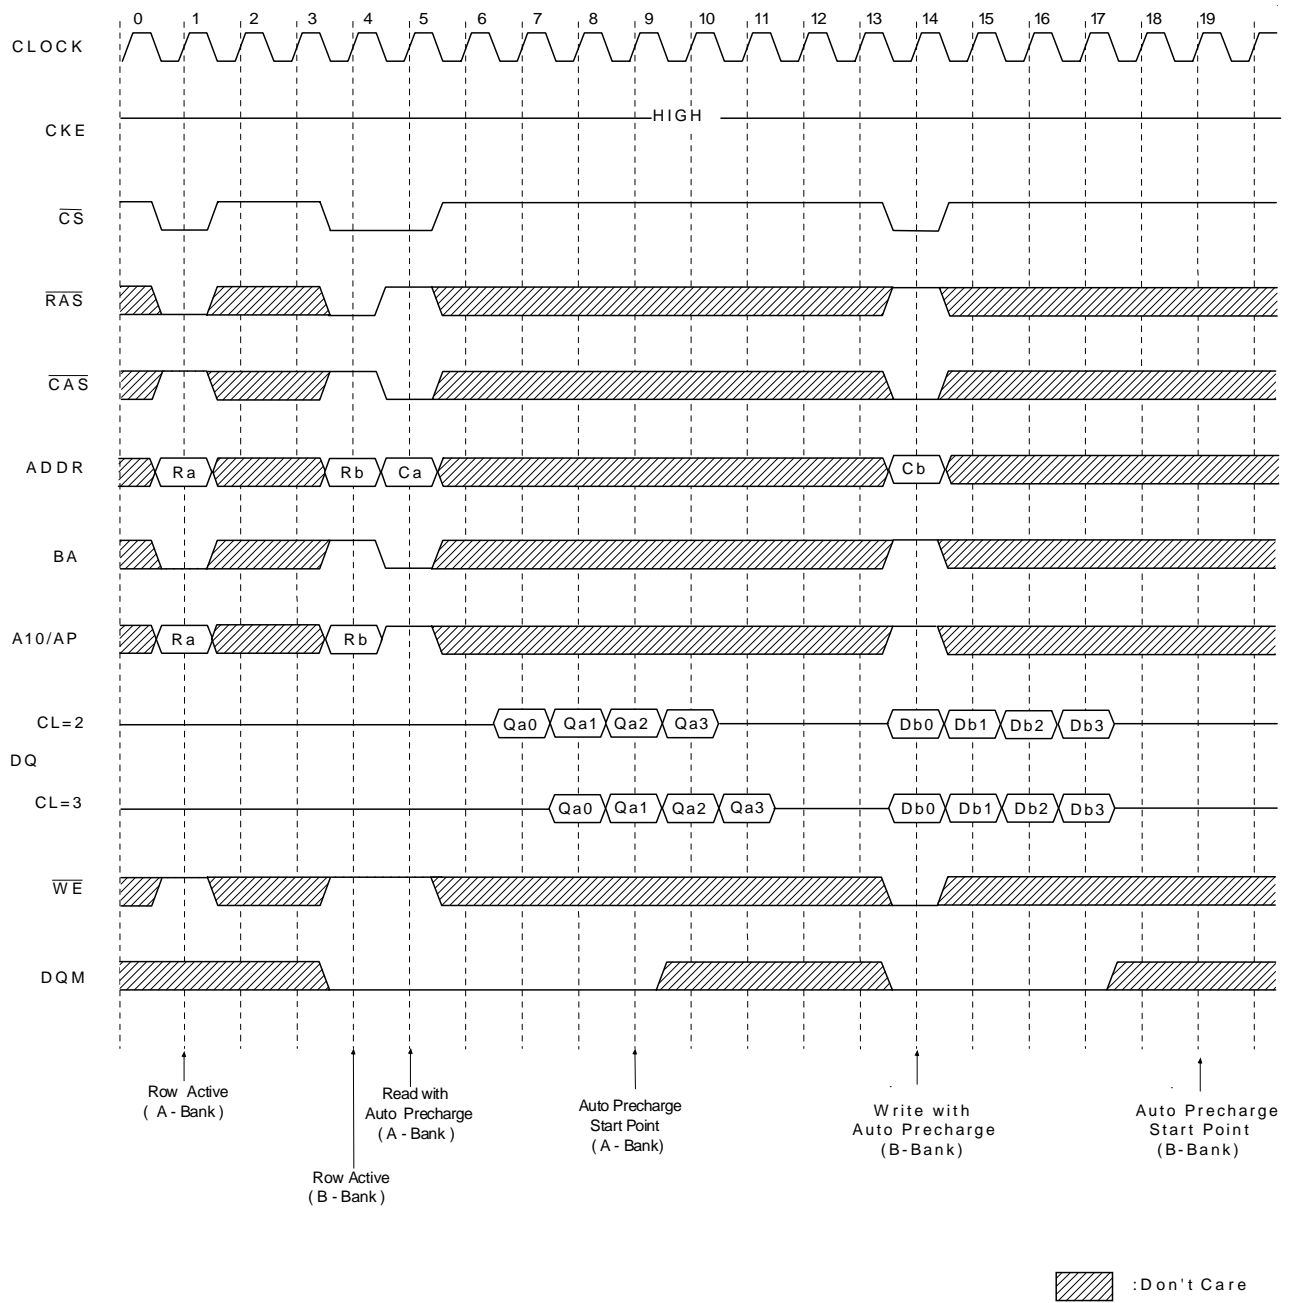 0 1 2 3 4 5 6 7 8 9 10 11 12 13 14 15 16 17 18 19
CLOCK
HIGH
CKE
CS
RAS
CAS
ADDR Ra Rb Ca Cb
BA
A10/AP Ra Rb
CL=2 Qa0 Qa1 Qa2 Qa3 Db0 Db1 Db2 Db3
DQ
CL=3 Qa0 Qa1 Qa2 Qa3 Db0 Db1 Db2 Db3
WE
DQM
Row Active
(A-Bank)
Row Active
(B-Bank)
Read with
Auto Precharge
(A-Bank)
Auto Precharge
Start Point
(A-Bank)
Write with
Auto Precharge
(B-Bank)
Auto Precharge
Start Point
(B-Bank)
:Don't Care